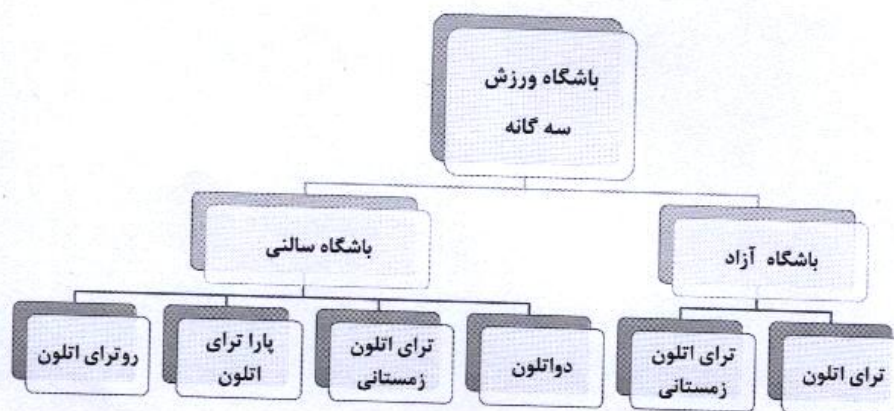 باشگاه ورزش
سه گانه
باشگاه آزاد
باشگاه سالنی
ترای اتلون
ترای اتلون
زمستانی
دواتلون
ترای اتلون
زمستانی
پارا ترای
اتلون
روترای اتلون